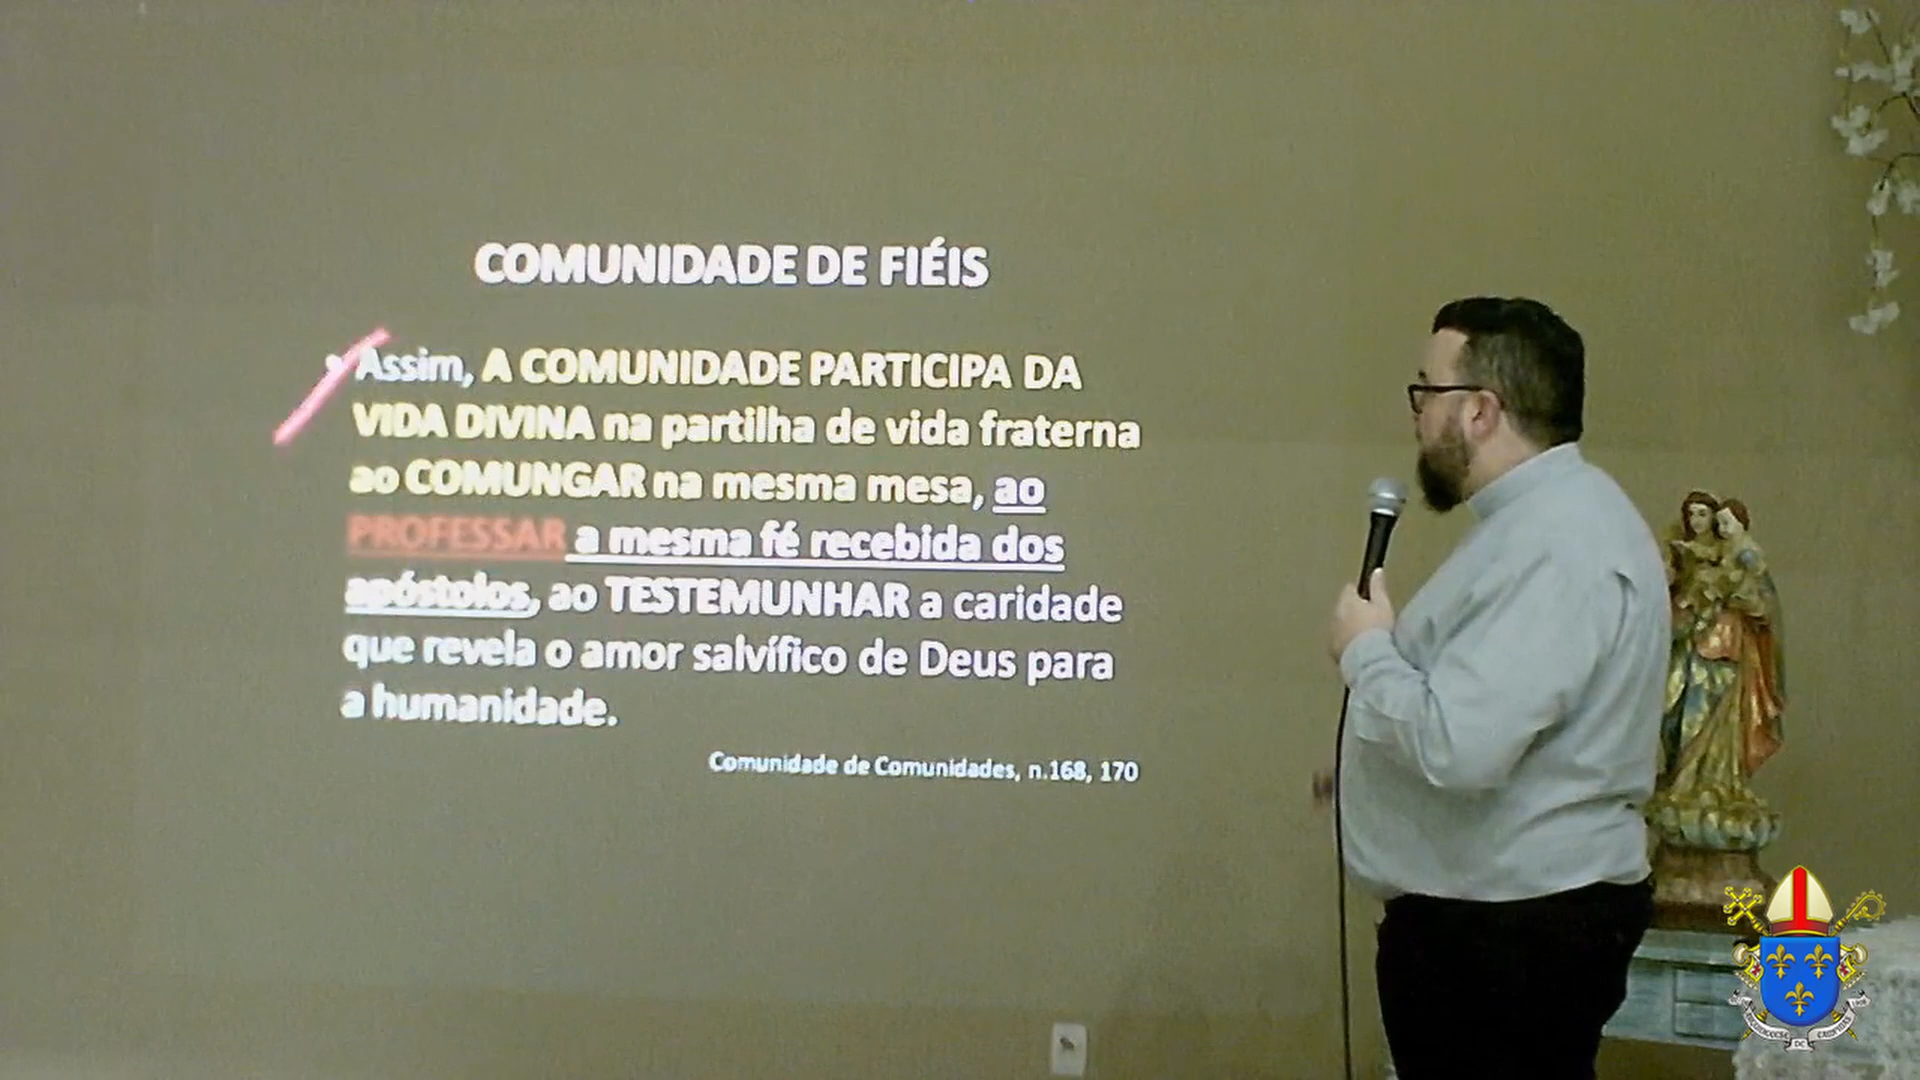 COMUNIDADE DE FIÉIS
• Assim, A COMUNIDADE PARTICIPA DA
VIDA DIVINA na partilha de vida fraterna
ao COMUNGAR na mesma mesa, ao
PROFESSAR a mesma fé recebida dos
apóstolos, ao TESTEMUNHAR a caridade
que revela o amor salvífico de Deus para
a humanidade.
Comunidade de Comunidades, n.168, 170